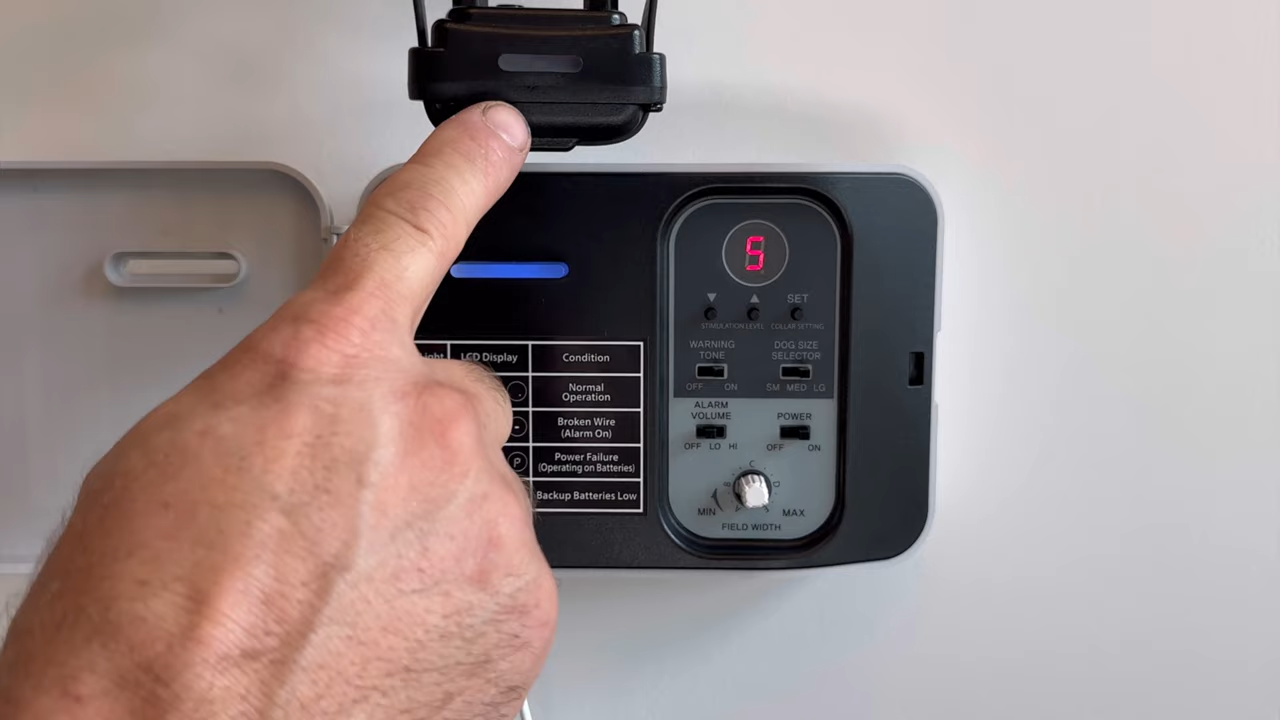 5
▼ ▲ SET
STIMULATION LEVEL COLLAR SETTING
WARNING TONE
DOG SIZE SELECTOR
OFF ON
SM MED LG
ALARM VOLUME
POWER
OFF LO HI
OFF ON
C
B D
MIN MAX
FIELD WIDTH
LCD Display Condition
Normal
Operation
- Broken Wire
(Alarm On)
P Power Failure
(Operating on Batteries)
Backup Batteries Low